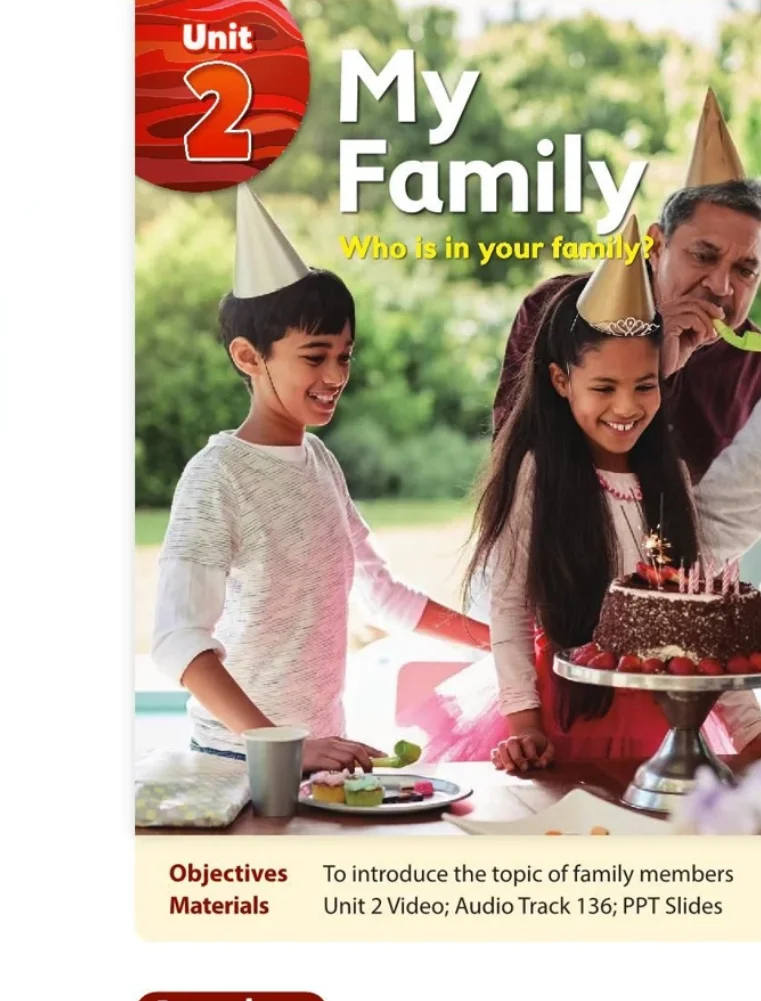 Unit
2
My
Family
Who is in your family?
Objectives To introduce the topic of family members
Materials Unit 2 Video; Audio Track 136; PPT Slides